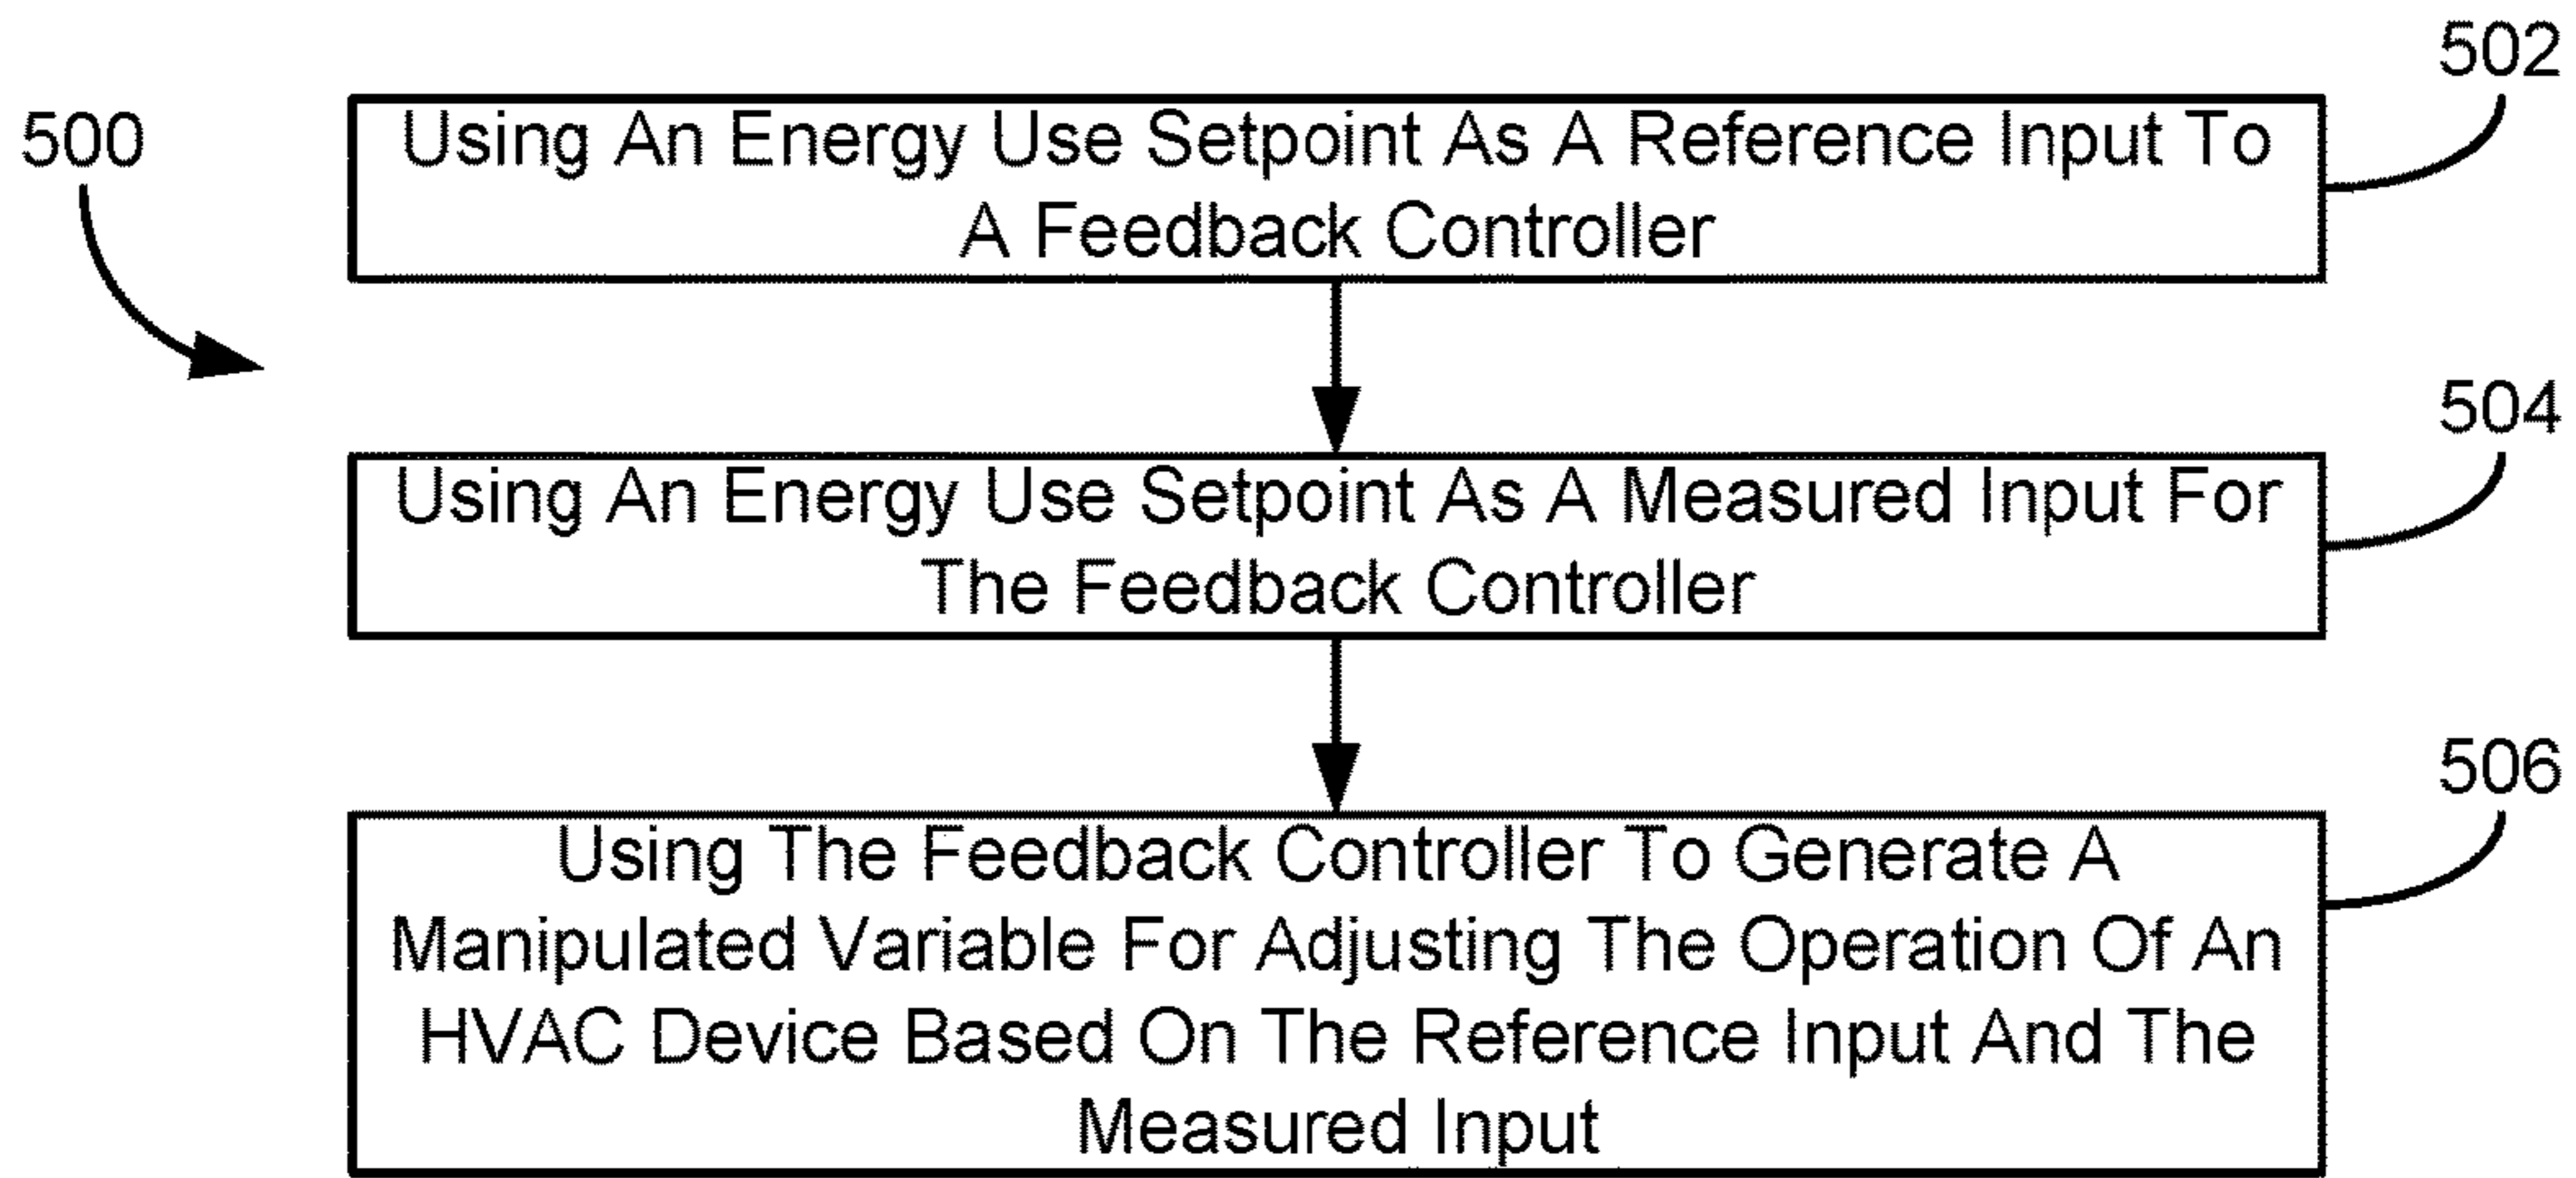 502
500
Using An Energy Use Setpoint As A Reference Input To
A Feedback Controller
504
Using An Energy Use Setpoint As A Measured Input For
The Feedback Controller
506
Using The Feedback Controller To Generate A
Manipulated Variable For Adjusting The Operation Of An
HVAC Device Based On The Reference Input And The
Measured Input